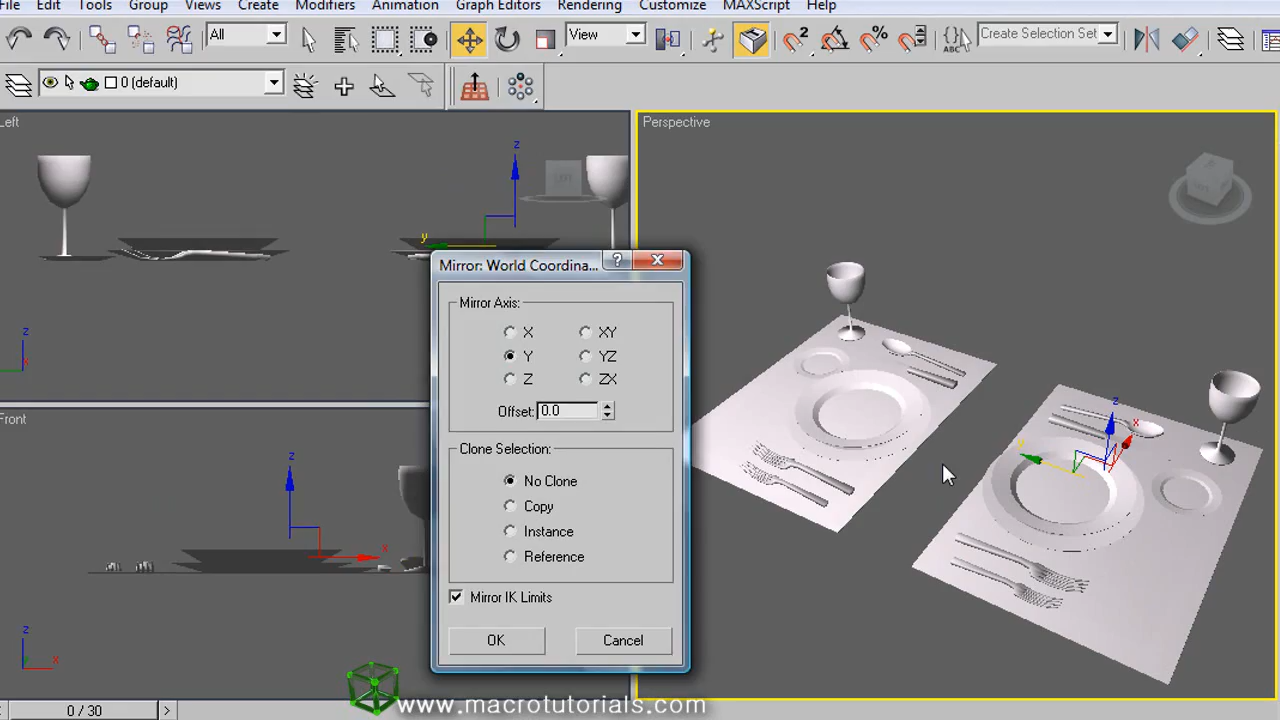 File Edit Tools Group Views Create Modifiers Animation Graph Editors Rendering Customize MAXScript Help
All View ABC Create Selection Set
0 (default)
Left
Perspective
z
y
z
x
Front
z
x
z
x
z
x
y
Mirror: World Coordina...
Mirror Axis:
X XY
Y YZ
Z ZX
Offset: 0.0
Clone Selection:
No Clone
Copy
Instance
Reference
Mirror IK Limits
OK Cancel
0 / 30
www.macrotutorials.com